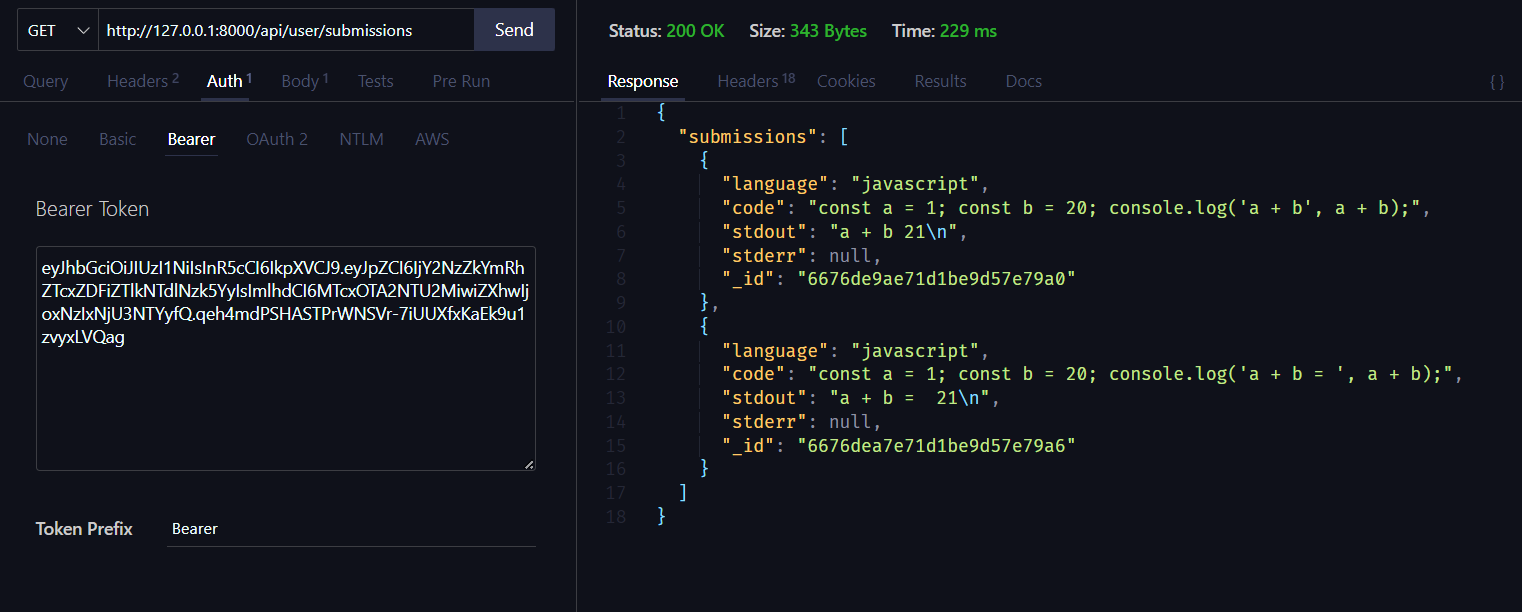 GET http://127.0.0.1:8000/api/user/submissions Send
Query Headers 2 Auth 1 Body 1 Tests Pre Run
None Basic Bearer OAuth 2 NTLM AWS
Bearer Token
eyJhbGciOiJIUzI1NiIsInR5cCI6IkpXVCJ9.eyJpZCI6IjY2NzZkYmRh
ZTcxZDFiZTlkNTdlNzk5YyIsImlhdCI6MTcxOTA2NTU2MiwiZXhwIj
oxNzIxNjU3NTYyfQ.qeh4mdPSHASTPrWNSVr-7iUUXfxKaEk9u1
zvyxLVQag
Token Prefix Bearer
Status: 200 OK Size: 343 Bytes Time: 229 ms
Response Headers 18 Cookies Results Docs { }
1 {
2 "submissions": [
3 {
4 "language": "javascript",
5 "code": "const a = 1; const b = 20; console.log('a + b', a + b);",
6 "stdout": "a + b 21\n",
7 "stderr": null,
8 "_id": "6676de9ae71d1be9d57e79a0"
9 },
10 {
11 "language": "javascript",
12 "code": "const a = 1; const b = 20; console.log('a + b = ', a + b);",
13 "stdout": "a + b =  21\n",
14 "stderr": null,
15 "_id": "6676dea7e71d1be9d57e79a6"
16 }
17 ]
18 }